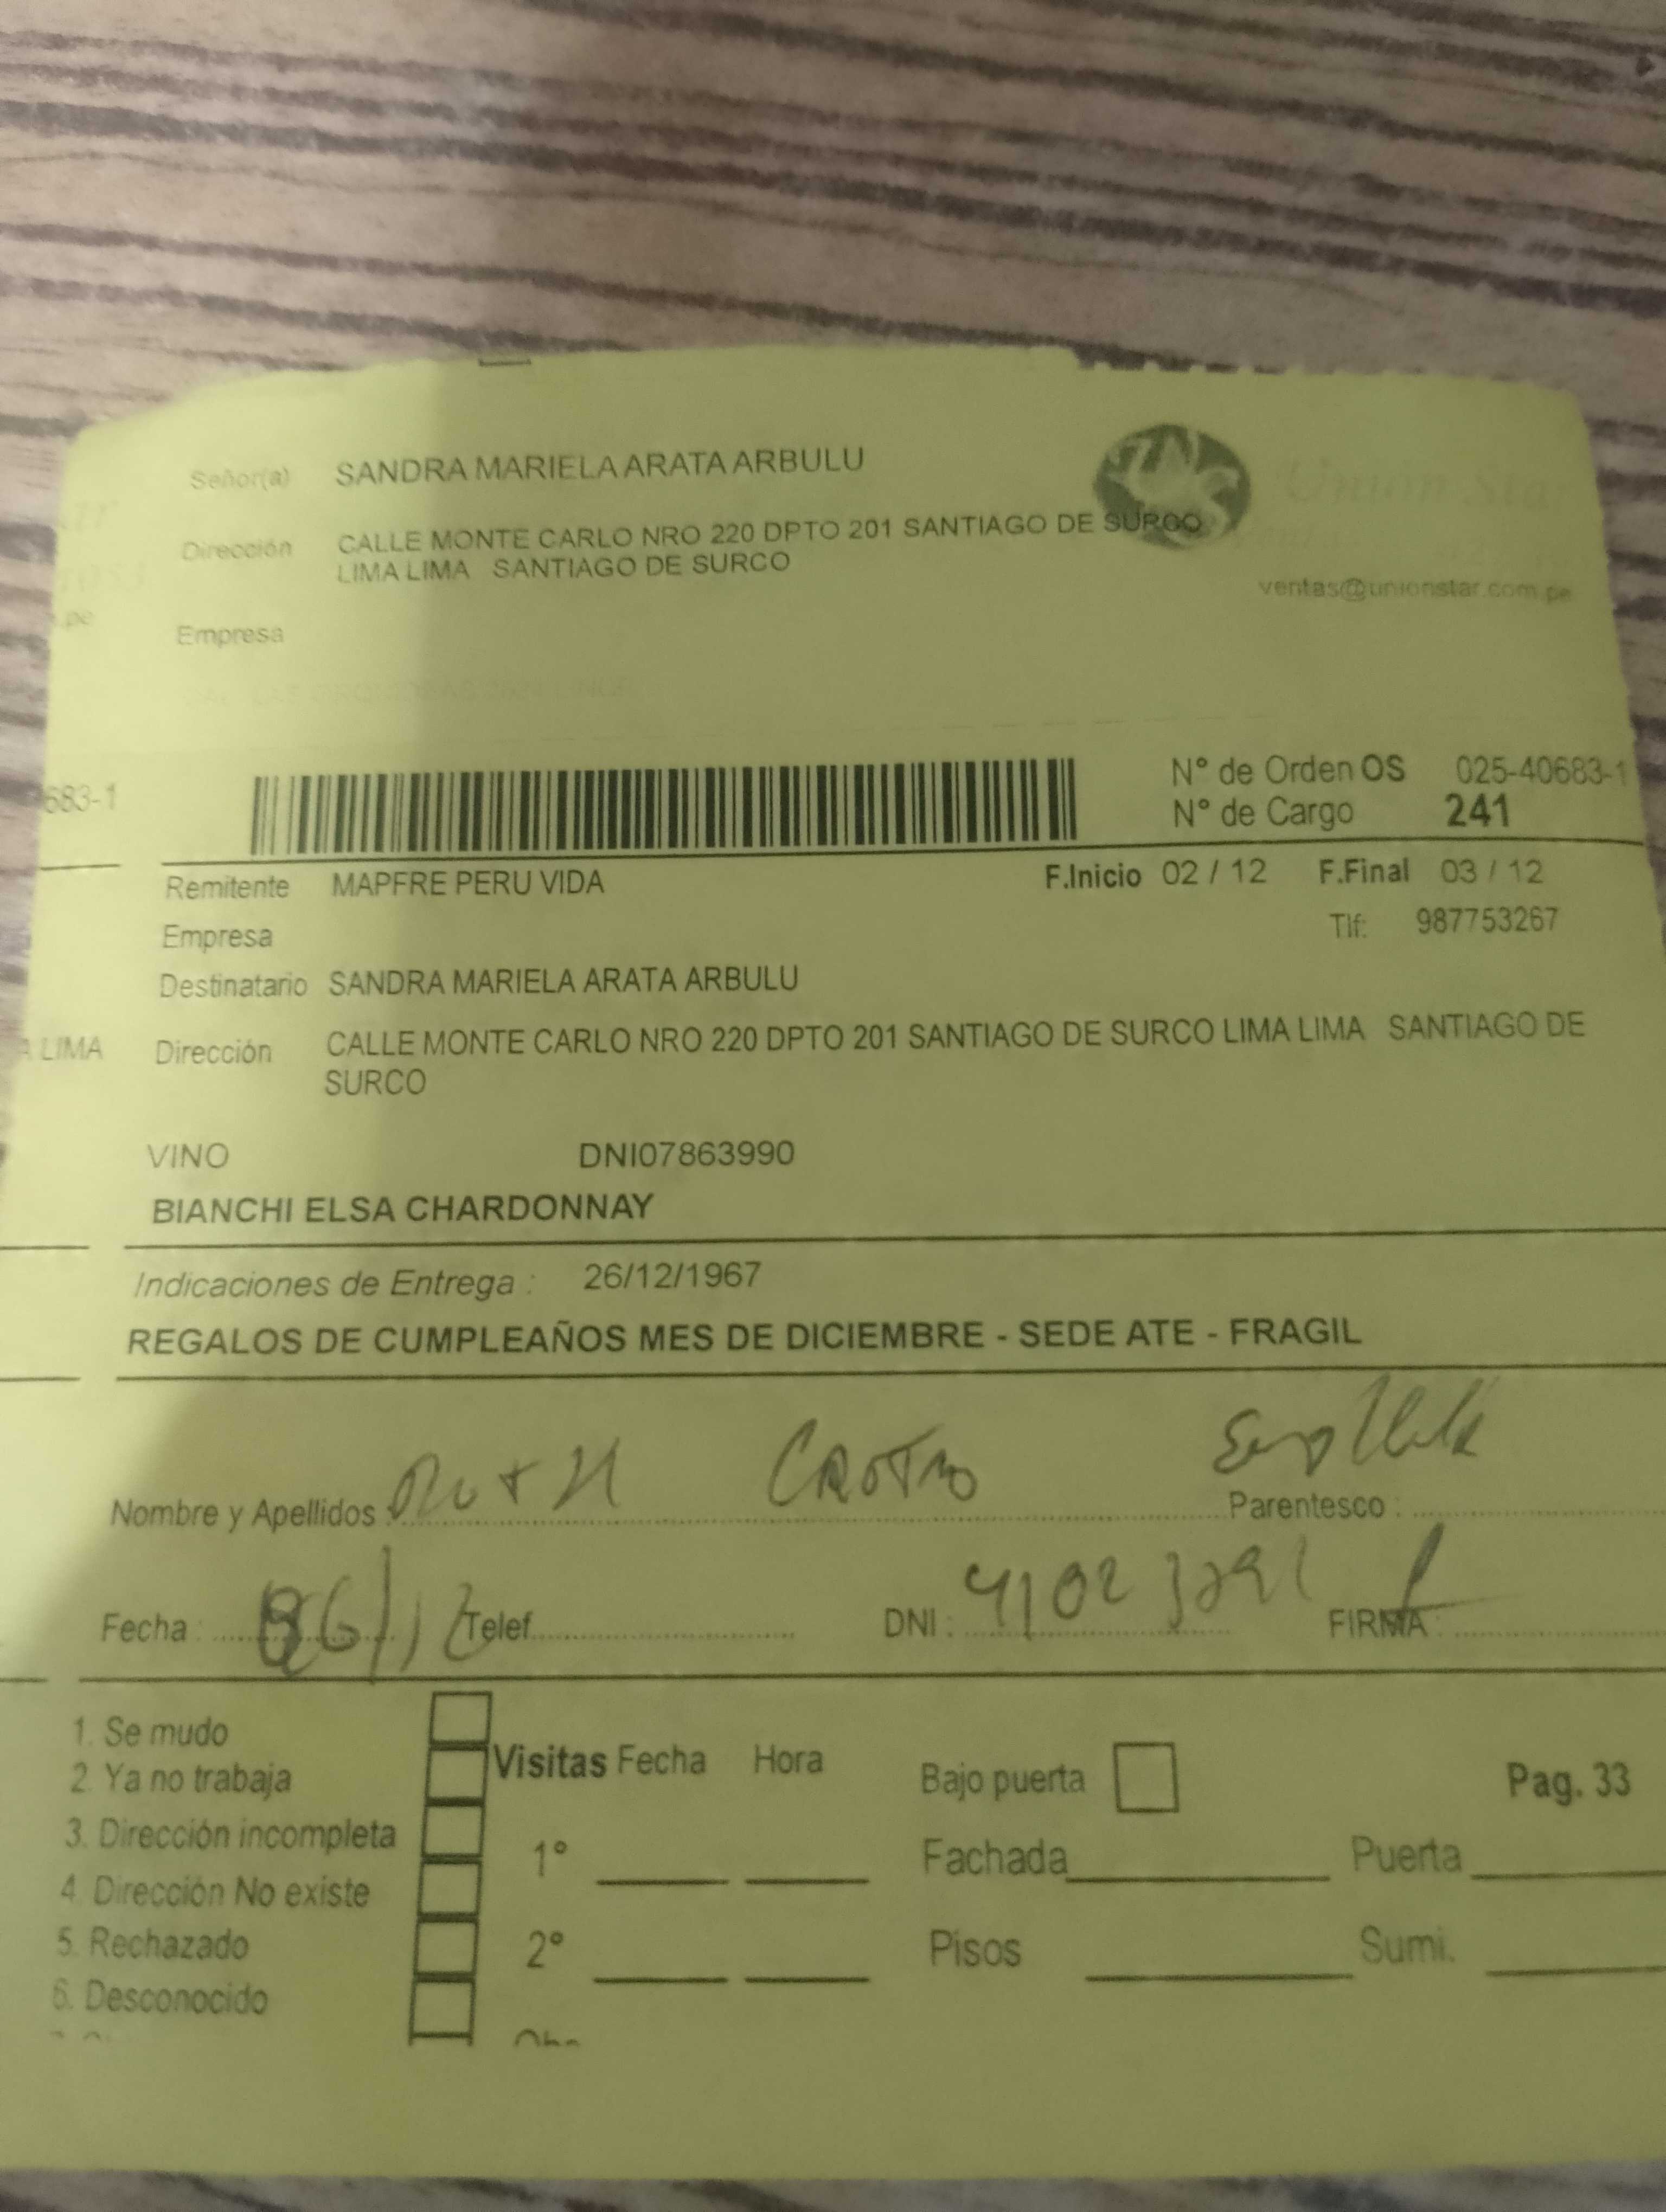 Señor(a) SANDRA MARIELA ARATA ARBULU
Union Star
Dirección CALLE MONTE CARLO NRO 220 DPTO 201 SANTIAGO DE SURCO
LIMA LIMA SANTIAGO DE SURCO
ventas@unionstar.com.pe
.pe
Empresa
683-1
N° de Orden OS 025-40683-1
N° de Cargo 241
Remitente MAPFRE PERU VIDA F.Inicio 02 / 12 F.Final 03 / 12
Empresa Tlf: 987753267
Destinatario SANDRA MARIELA ARATA ARBULU
A LIMA Dirección CALLE MONTE CARLO NRO 220 DPTO 201 SANTIAGO DE SURCO LIMA LIMA SANTIAGO DE
SURCO
VINO DNI07863990
BIANCHI ELSA CHARDONNAY
Indicaciones de Entrega : 26/12/1967
REGALOS DE CUMPLEAÑOS MES DE DICIEMBRE - SEDE ATE - FRAGIL
Nombre y Apellidos : Parentesco :
Fecha : Telef. DNI : FIRMA :
1. Se mudo
2. Ya no trabaja
3. Dirección incompleta
4. Dirección No existe
5. Rechazado
6. Desconocido
Visitas Fecha Hora
1°
2°
Bajo puerta Pag. 33
Fachada Puerta
Pisos Sumi.